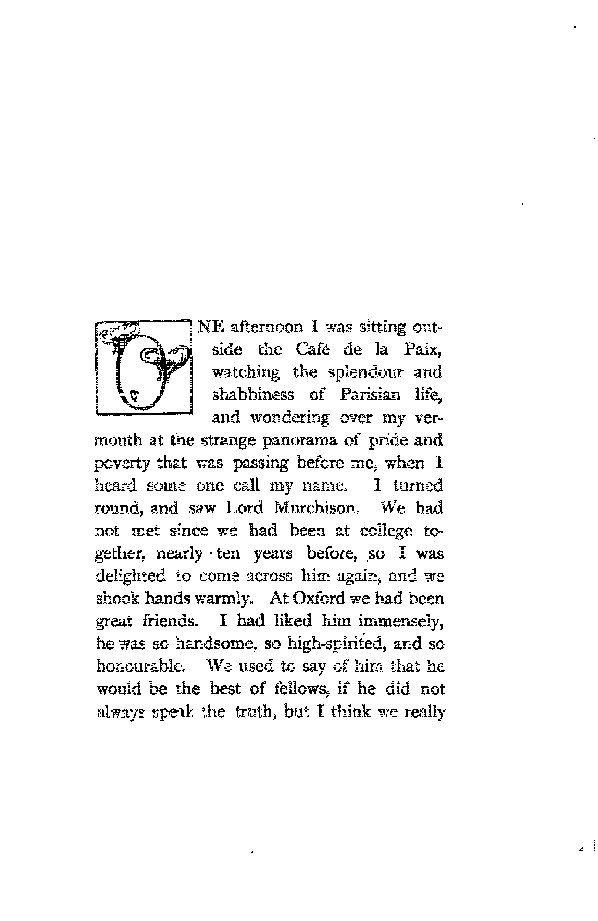 ONE afternoon I was sitting out-
side the Café de la Paix,
watching the splendour and
shabbiness of Parisian life,
and wondering over my ver-
mouth at the strange panorama of pride and
poverty that was passing before me, when I
heard some one call my name. I turned
round, and saw Lord Murchison. We had
not met since we had been at college to-
gether, nearly ten years before, so I was
delighted to come across him again, and we
shook hands warmly. At Oxford we had been
great friends. I had liked him immensely,
he was so handsome, so high-spirited, and so
honourable. We used to say of him that he
would be the best of fellows, if he did not
always speak the truth, but I think we really